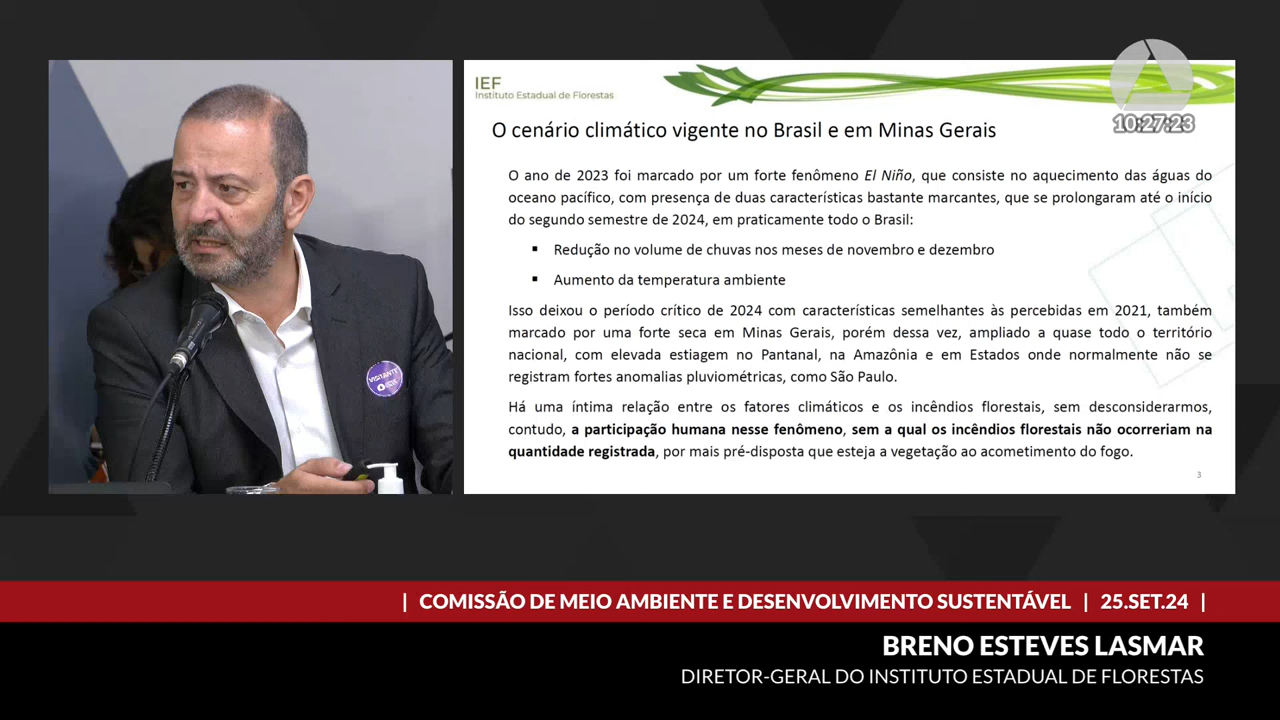 IEF
Instituto Estadual de Florestas
10:27:23
O cenário climático vigente no Brasil e em Minas Gerais
O ano de 2023 foi marcado por um forte fenômeno El Niño, que consiste no aquecimento das águas do
oceano pacífico, com presença de duas características bastante marcantes, que se prolongaram até o início
do segundo semestre de 2024, em praticamente todo o Brasil:
▪ Redução no volume de chuvas nos meses de novembro e dezembro
▪ Aumento da temperatura ambiente
Isso deixou o período crítico de 2024 com características semelhantes às percebidas em 2021, também
marcado por uma forte seca em Minas Gerais, porém dessa vez, ampliado a quase todo o território
nacional, com elevada estiagem no Pantanal, na Amazônia e em Estados onde normalmente não se
registram fortes anomalias pluviométricas, como São Paulo.
Há uma íntima relação entre os fatores climáticos e os incêndios florestais, sem desconsiderarmos,
contudo, a participação humana nesse fenômeno, sem a qual os incêndios florestais não ocorreriam na
quantidade registrada, por mais pré-disposta que esteja a vegetação ao acometimento do fogo.
3
VISITANTE
| COMISSÃO DE MEIO AMBIENTE E DESENVOLVIMENTO SUSTENTÁVEL | 25.SET.24 |
BRENO ESTEVES LASMAR
DIRETOR-GERAL DO INSTITUTO ESTADUAL DE FLORESTAS